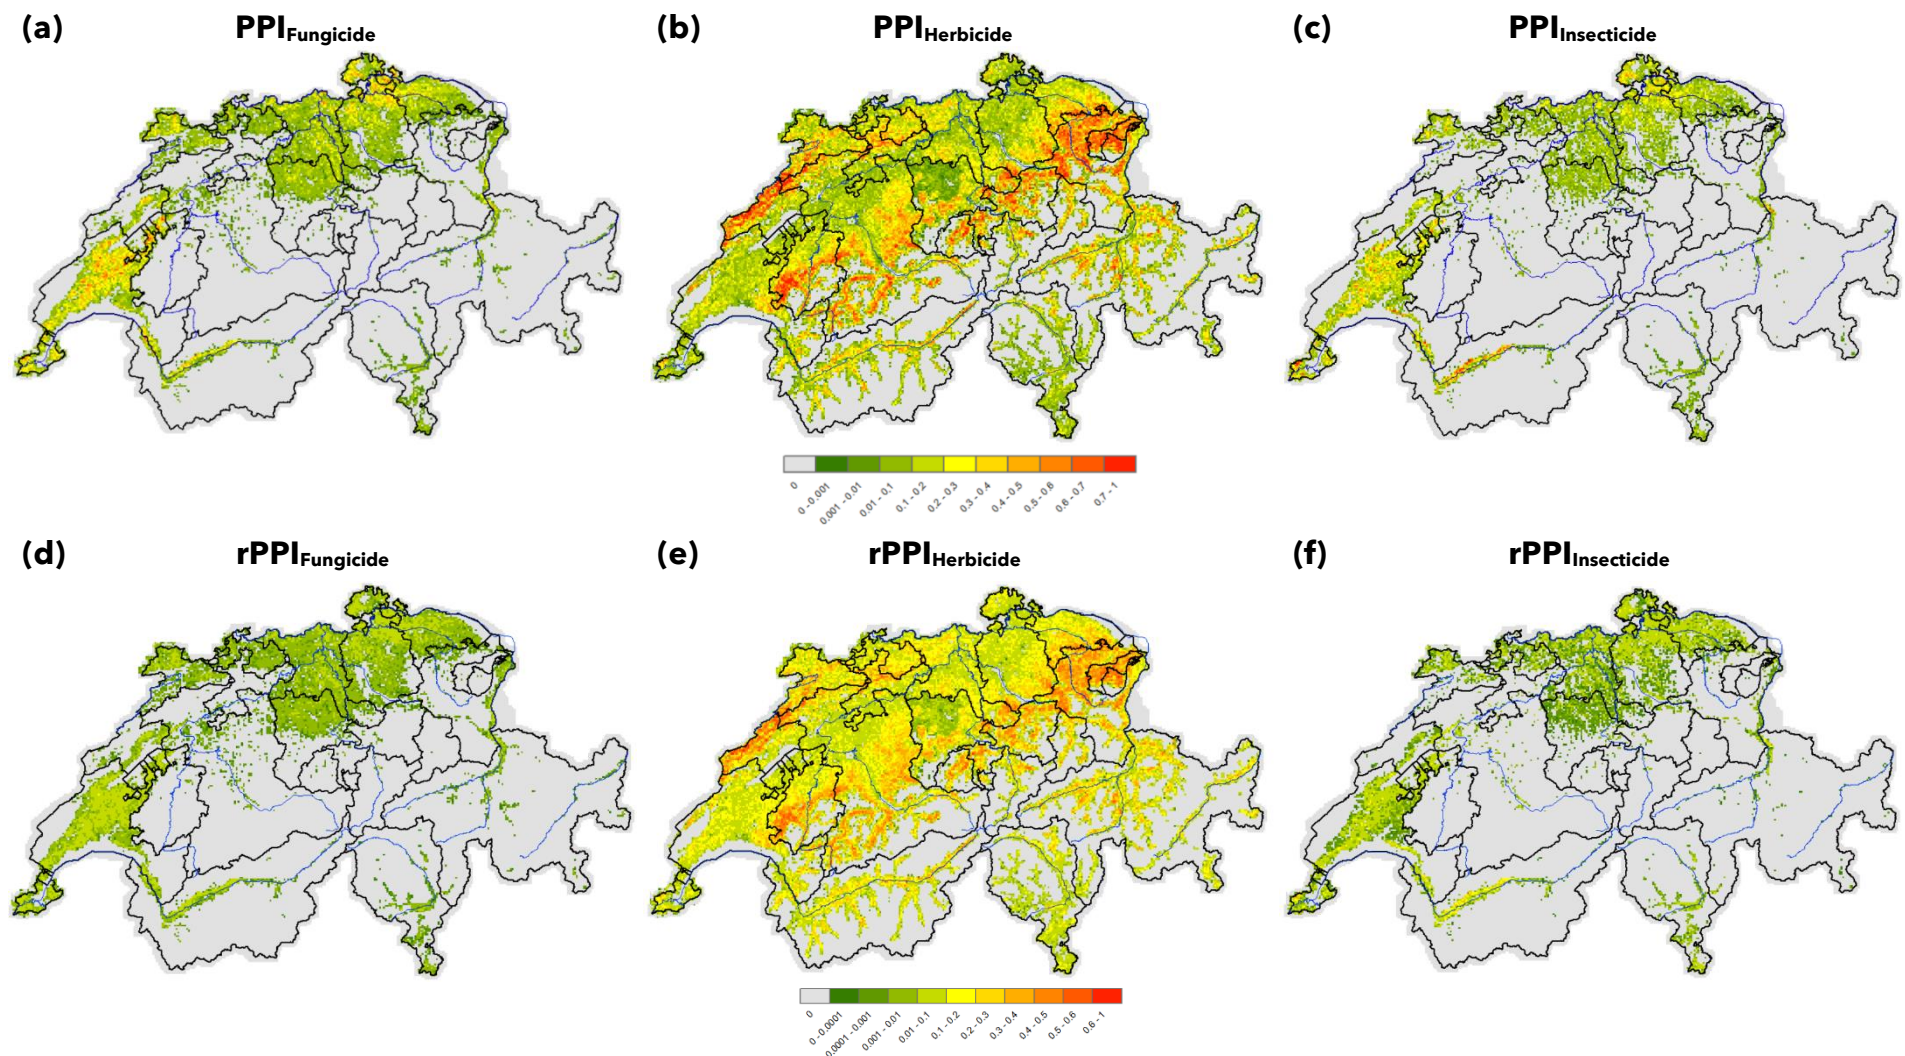 (a) PPIFungicide
(b) PPIHerbicide
(c) PPIInsecticide
0
0 - 0.001
0.001 - 0.01
0.01 - 0.1
0.1 - 0.2
0.2 - 0.3
0.3 - 0.4
0.4 - 0.5
0.5 - 0.6
0.6 - 0.7
0.7 - 1
(d) rPPIFungicide
(e) rPPIHerbicide
(f) rPPIInsecticide
0
0 - 0.0001
0.0001 - 0.001
0.001 - 0.01
0.01 - 0.1
0.1 - 0.2
0.2 - 0.3
0.3 - 0.4
0.4 - 0.5
0.5 - 0.6
0.6 - 1